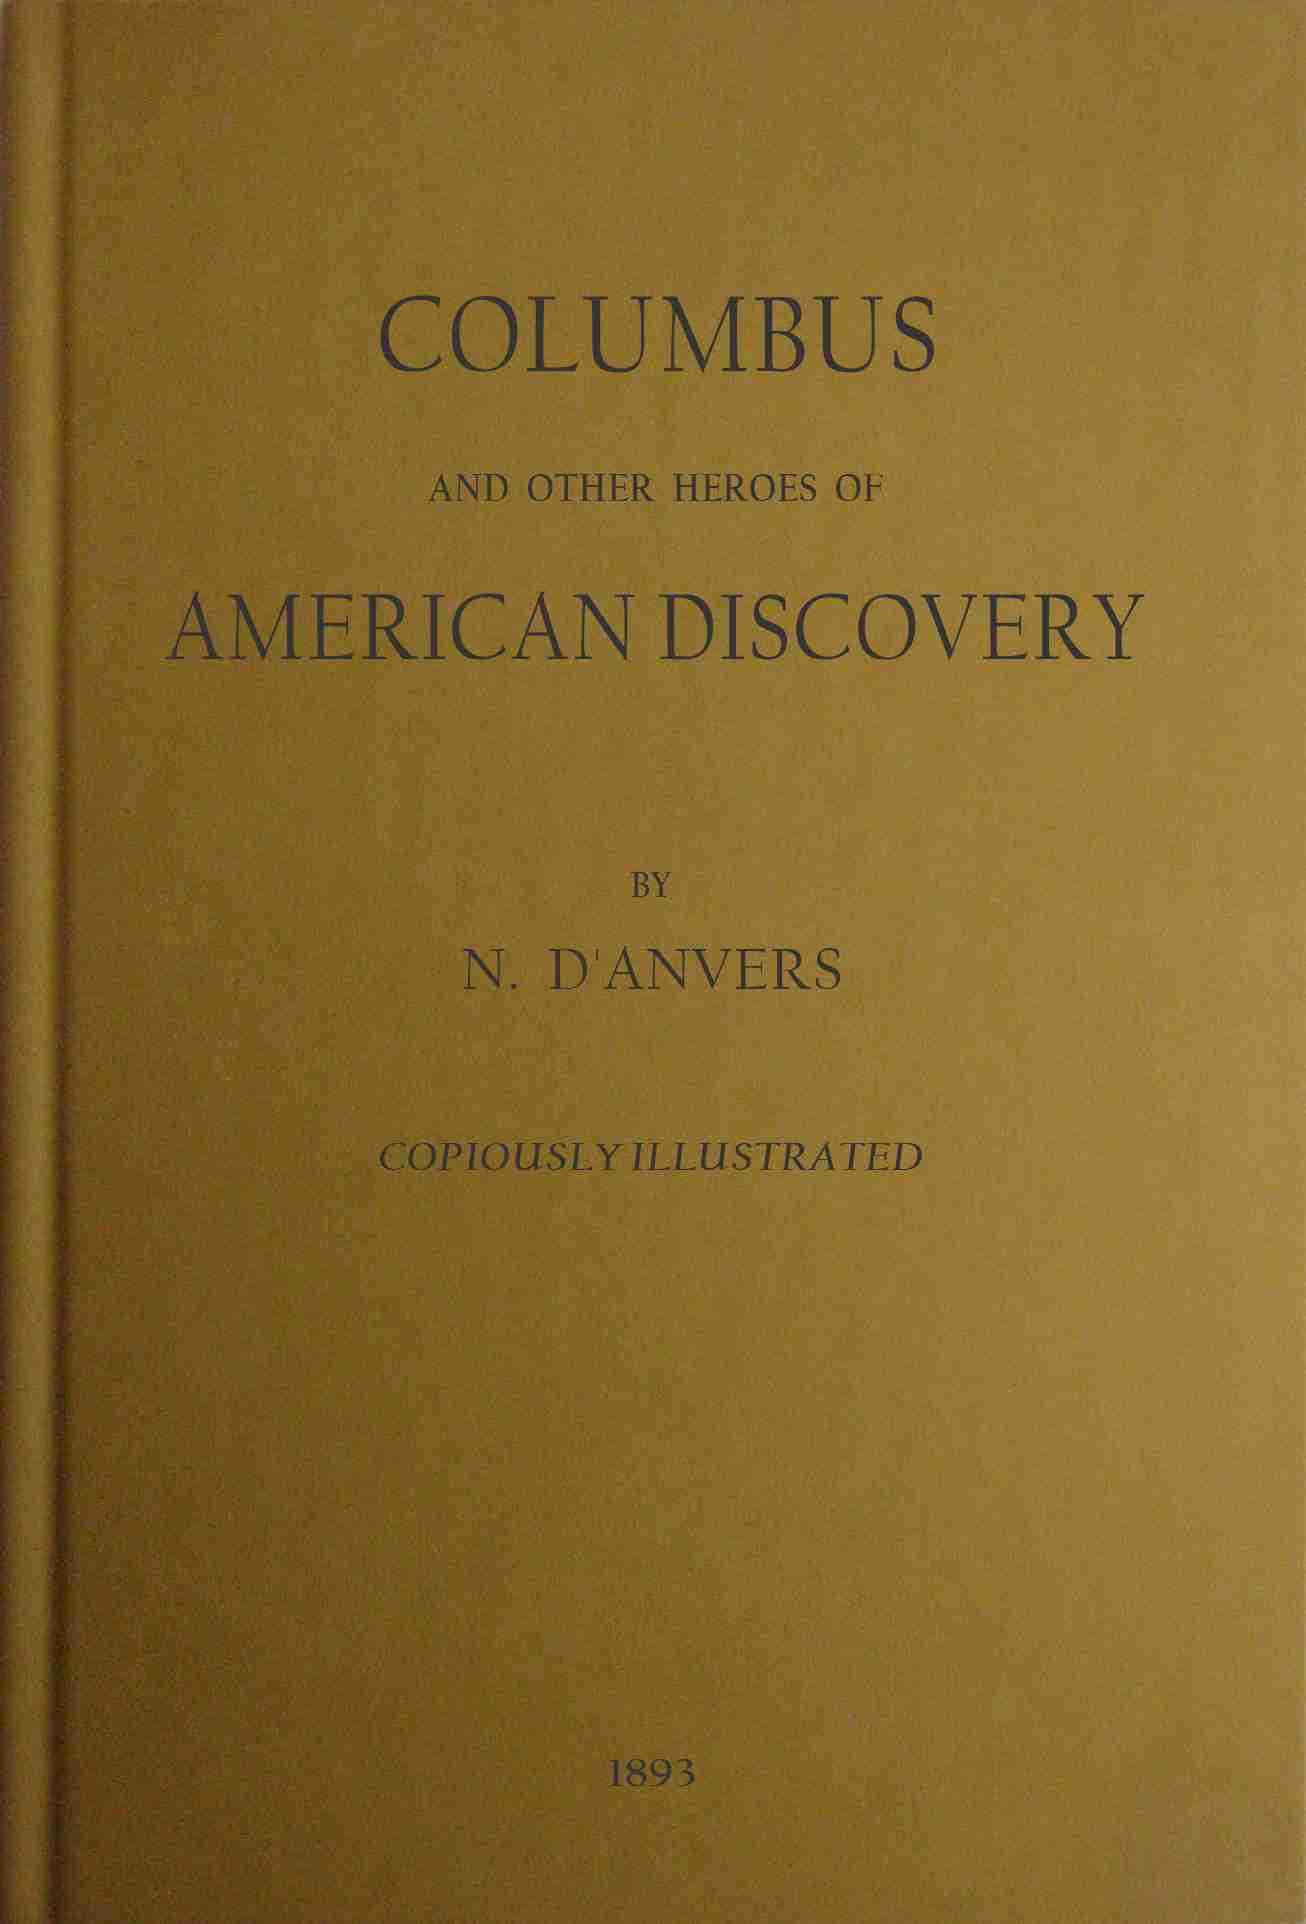 COLUMBUS
AND OTHER HEROES OF
AMERICAN DISCOVERY
BY
N. D'ANVERS
COPIOUSLY ILLUSTRATED
1893